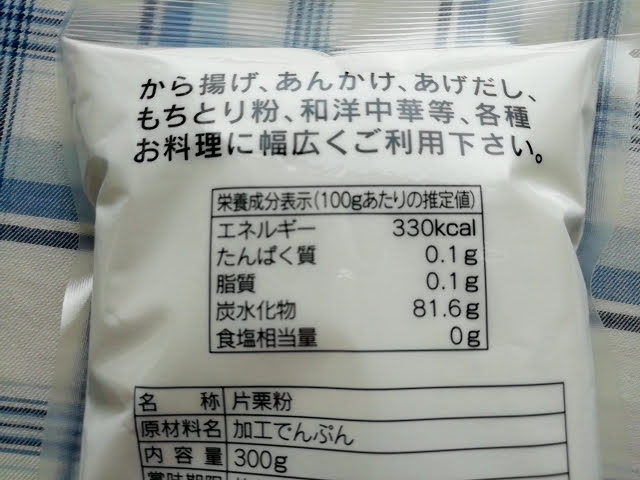 から揚げ、あんかけ、あげだし、
もちとり粉、和洋中華等、各種
お料理に幅広くご利用下さい。
栄養成分表示(100gあたりの推定値)
エネルギー 330kcal
たんぱく質 0.1g
脂質 0.1g
炭水化物 81.6g
食塩相当量 0g
名称 片栗粉
原材料名 加工でんぷん
内容量 300g
賞味期限